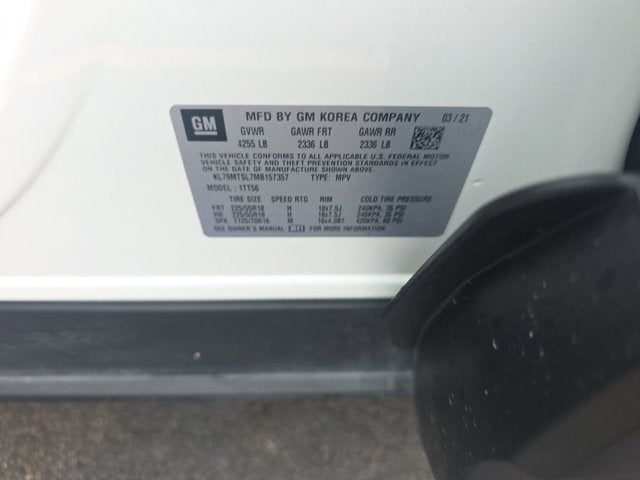 GM
MFD BY GM KOREA COMPANY 03 / 21
GVWR GAWR FRT GAWR RR
4255 LB 2336 LB 2336 LB
THIS VEHICLE CONFORMS TO ALL APPLICABLE U.S. FEDERAL MOTOR
VEHICLE SAFETY, BUMPER, AND THEFT PREVENTION STANDARDS IN
EFFECT ON THE DATE OF MANUFACTURE SHOWN ABOVE.
KL79MTSL7MB157357 TYPE: MPV
MODEL : 1TT56
TIRE SIZE SPEED RTG RIM COLD TIRE PRESSURE
FRT 225/55R18 H 18x7.5J 240KPA, 35 PSI
RR 225/55R18 H 18x7.5J 240KPA, 35 PSI
SPA T135/70R16 M 16x4.0BT 420KPA, 60 PSI
SEE OWNER'S MANUAL FOR MORE INFORMATION